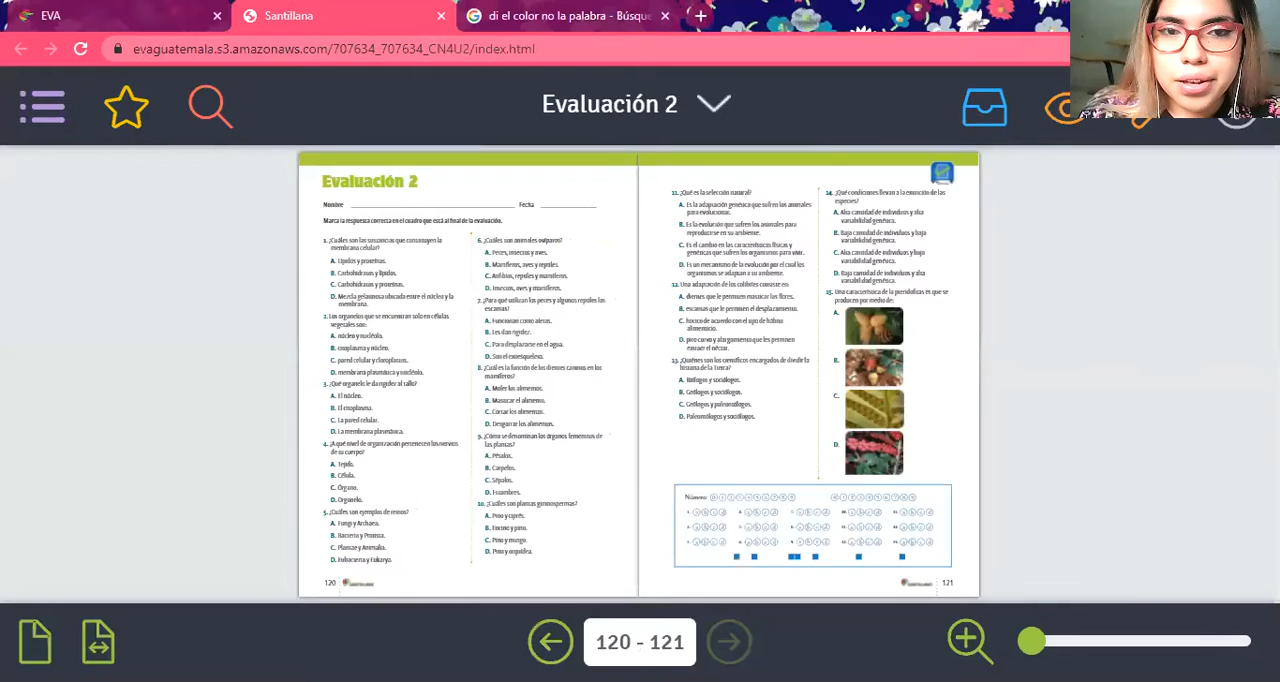 EVA
Santillana
di el color no la palabra - Búsque
evaguatemala.s3.amazonaws.com/707634_707634_CN4U2/index.html
Evaluación 2
Evaluación 2
Nombre
Fecha
Marca la respuesta correcta en el cuadro que está al final de la evaluación.
1. ¿Cuáles son las sustancias que constituyen la
membrana celular?
A. Lípidos y proteínas.
B. Carbohidratos y lípidos.
C. Carbohidratos y proteínas.
D. Mezcla gelatinosa ubicada entre el núcleo y la
membrana.
2. Los organelos que se encuentran solo en células
vegetales son:
A. núcleo y nucléolo.
B. citoplasma y núcleo.
C. pared celular y cloroplastos.
D. membrana plasmática y nucléolo.
3. ¿Qué organelo le da rigidez al tallo?
A. El núcleo.
B. El citoplasma.
C. La pared celular.
D. La membrana plasmática.
4. ¿A qué nivel de organización pertenecen los nervios
de su cuerpo?
A. Tejido.
B. Célula.
C. Órgano.
D. Organelo.
5. ¿Cuáles son ejemplos de reinos?
A. Fungi y Archaea.
B. Bacteria y Protista.
C. Plantae y Animalia.
D. Eubacteria y Eukarya.
6. ¿Cuáles son animales ovíparos?
A. Peces, insectos y aves.
B. Mamíferos, aves y reptiles.
C. Anfibios, reptiles y mamíferos.
D. Insectos, aves y mamíferos.
7. ¿Para qué utilizan los peces y algunos reptiles las
escamas?
A. Funcionan como aletas.
B. Les dan rigidez.
C. Para desplazarse en el agua.
D. Son el exoesqueleto.
8. ¿Cuál es la función de los dientes caninos en los
mamíferos?
A. Moler los alimentos.
B. Masticar el alimento.
C. Cortar los alimentos.
D. Desgarrar los alimentos.
9. ¿Cómo se denominan los órganos femeninos de
las plantas?
A. Pétalos.
B. Carpelos.
C. Sépalos.
D. Estambres.
10. ¿Cuáles son plantas gimnospermas?
A. Pino y ciprés.
B. Encino y pino.
C. Pino y mango.
D. Pino y orquídea.
120
11. ¿Qué es la selección natural?
A. Es la adaptación genética que sufren los animales
para evolucionar.
B. Es la evolución que sufren los animales para
reproducirse en su ambiente.
C. Es el cambio en las características físicas y
genéticas que sufren los organismos para vivir.
D. Es un mecanismo de la evolución por el cual los
organismos se adaptan a su ambiente.
12. Una adaptación de los colibríes consiste en:
A. dientes que le permiten masticar las flores.
B. escamas que le permiten el desplazamiento.
C. hocico de acuerdo con el tipo de hábito
alimenticio.
D. pico curvo y alargamiento que les permiten
extraer el néctar.
13. ¿Quiénes son los científicos encargados de dividir la
historia de la Tierra?
A. Biólogos y sociólogos.
B. Geólogos y sociólogos.
C. Geólogos y paleontólogos.
D. Paleontólogos y sociólogos.
14. ¿Qué condiciones llevan a la extinción de las
especies?
A. Alta cantidad de individuos y alta
variabilidad genética.
B. Baja cantidad de individuos y baja
variabilidad genética.
C. Alta cantidad de individuos y baja
variabilidad genética.
D. Baja cantidad de individuos y alta
variabilidad genética.
15. Una característica de la pteridofitas es que se
producen por medio de:
A.
B.
C.
D.
Número:
121
120 - 121